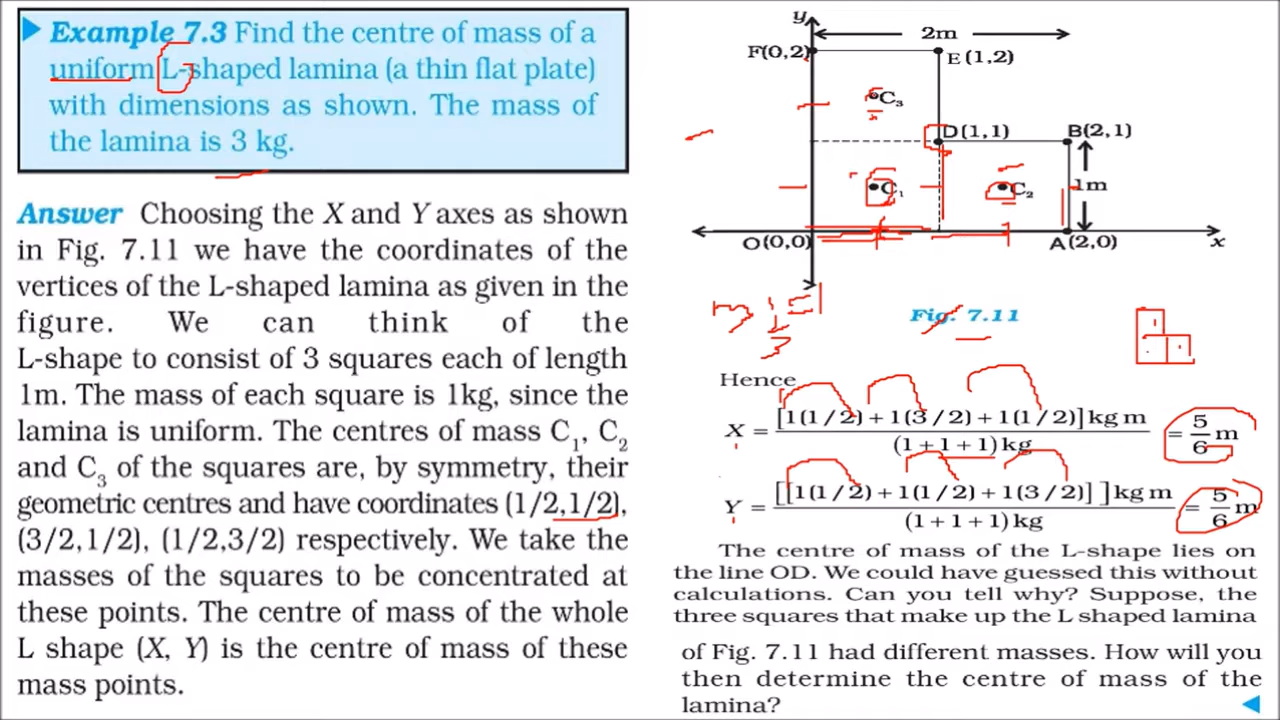 Example 7.3 Find the centre of mass of a
uniform L-shaped lamina (a thin flat plate)
with dimensions as shown. The mass of
the lamina is 3 kg.
Answer Choosing the X and Y axes as shown
in Fig. 7.11 we have the coordinates of the
vertices of the L-shaped lamina as given in the
figure. We can think of the
L-shape to consist of 3 squares each of length
1m. The mass of each square is 1kg, since the
lamina is uniform. The centres of mass C₁, C₂
and C₃ of the squares are, by symmetry, their
geometric centres and have coordinates (1/2,1/2),
(3/2,1/2), (1/2,3/2) respectively. We take the
masses of the squares to be concentrated at
these points. The centre of mass of the whole
L shape (X, Y) is the centre of mass of these
mass points.
y
2m
F(0,2)
E (1,2)
C₃
D(1,1)
B(2,1)
C₁
C₂
1m
O(0,0)
A(2,0)
x
Fig. 7.11
Hence
X = [1(1/2) + 1(3/2) + 1(1/2)] kg m / (1 + 1 + 1) kg = 5/6 m
Y = [[1(1/2) + 1(1/2) + 1(3/2)] ] kg m / (1 + 1 + 1) kg = 5/6 m
The centre of mass of the L-shape lies on
the line OD. We could have guessed this without
calculations. Can you tell why? Suppose, the
three squares that make up the L shaped lamina
of Fig. 7.11 had different masses. How will you
then determine the centre of mass of the
lamina?